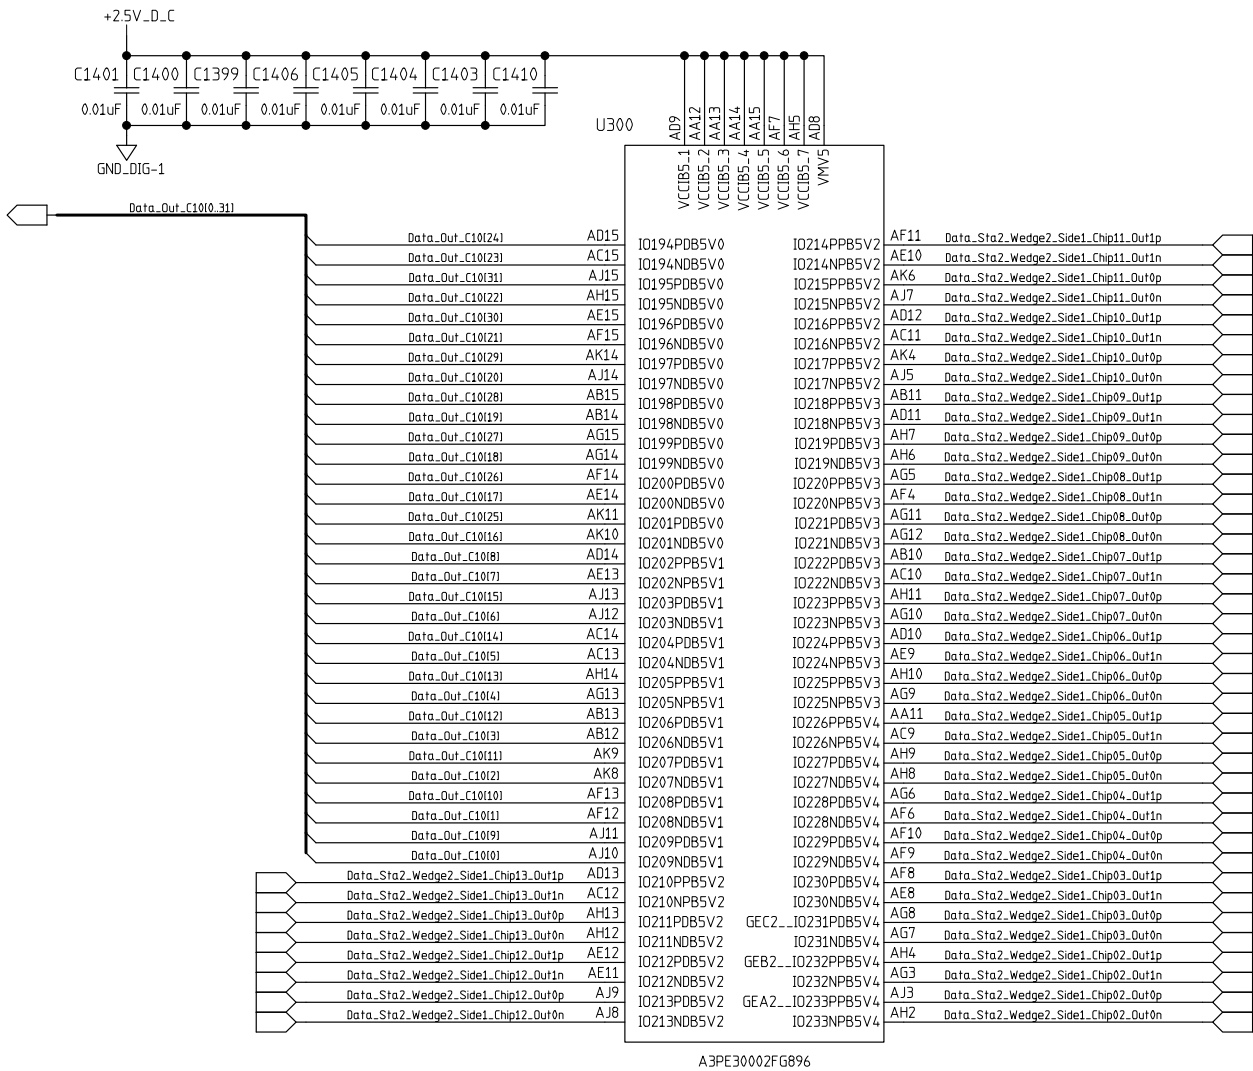 +2.5V_D_C
C1401 C1400 C1399 C1406 C1405 C1404 C1403 C1410
0.01uF 0.01uF 0.01uF 0.01uF 0.01uF 0.01uF 0.01uF 0.01uF
GND_DIG-1
U300
AD9 AA12 AA13 AA14 AA15 AF7 AH5 AD8
VCCIB5_1 VCCIB5_2 VCCIB5_3 VCCIB5_4 VCCIB5_5 VCCIB5_6 VCCIB5_7 VMV5
Data_Out_C10[0..31]
Data_Out_C10[24] AD15 IO194PDB5V0 IO214PPB5V2 AF11 Data_Sta2_Wedge2_Side1_Chip11_Out1p
Data_Out_C10[23] AC15 IO194NDB5V0 IO214NPB5V2 AE10 Data_Sta2_Wedge2_Side1_Chip11_Out1n
Data_Out_C10[31] AJ15 IO195PDB5V0 IO215PPB5V2 AK6 Data_Sta2_Wedge2_Side1_Chip11_Out0p
Data_Out_C10[22] AH15 IO195NDB5V0 IO215NPB5V2 AJ7 Data_Sta2_Wedge2_Side1_Chip11_Out0n
Data_Out_C10[30] AE15 IO196PDB5V0 IO216PPB5V2 AD12 Data_Sta2_Wedge2_Side1_Chip10_Out1p
Data_Out_C10[21] AF15 IO196NDB5V0 IO216NPB5V2 AC11 Data_Sta2_Wedge2_Side1_Chip10_Out1n
Data_Out_C10[29] AK14 IO197PDB5V0 IO217PPB5V2 AK4 Data_Sta2_Wedge2_Side1_Chip10_Out0p
Data_Out_C10[20] AJ14 IO197NDB5V0 IO217NPB5V2 AJ5 Data_Sta2_Wedge2_Side1_Chip10_Out0n
Data_Out_C10[28] AB15 IO198PDB5V0 IO218PPB5V3 AB11 Data_Sta2_Wedge2_Side1_Chip09_Out1p
Data_Out_C10[19] AB14 IO198NDB5V0 IO218NPB5V3 AD11 Data_Sta2_Wedge2_Side1_Chip09_Out1n
Data_Out_C10[27] AG15 IO199PDB5V0 IO219PDB5V3 AH7 Data_Sta2_Wedge2_Side1_Chip09_Out0p
Data_Out_C10[18] AG14 IO199NDB5V0 IO219NDB5V3 AH6 Data_Sta2_Wedge2_Side1_Chip09_Out0n
Data_Out_C10[26] AF14 IO200PDB5V0 IO220PPB5V3 AG5 Data_Sta2_Wedge2_Side1_Chip08_Out1p
Data_Out_C10[17] AE14 IO200NDB5V0 IO220NPB5V3 AF4 Data_Sta2_Wedge2_Side1_Chip08_Out1n
Data_Out_C10[25] AK11 IO201PDB5V0 IO221PDB5V3 AG11 Data_Sta2_Wedge2_Side1_Chip08_Out0p
Data_Out_C10[16] AK10 IO201NDB5V0 IO221NDB5V3 AG12 Data_Sta2_Wedge2_Side1_Chip08_Out0n
Data_Out_C10[8] AD14 IO202PPB5V1 IO222PDB5V3 AB10 Data_Sta2_Wedge2_Side1_Chip07_Out1p
Data_Out_C10[7] AE13 IO202NPB5V1 IO222NDB5V3 AC10 Data_Sta2_Wedge2_Side1_Chip07_Out1n
Data_Out_C10[15] AJ13 IO203PDB5V1 IO223PPB5V3 AH11 Data_Sta2_Wedge2_Side1_Chip07_Out0p
Data_Out_C10[6] AJ12 IO203NDB5V1 IO223NPB5V3 AG10 Data_Sta2_Wedge2_Side1_Chip07_Out0n
Data_Out_C10[14] AC14 IO204PDB5V1 IO224PPB5V3 AD10 Data_Sta2_Wedge2_Side1_Chip06_Out1p
Data_Out_C10[5] AC13 IO204NDB5V1 IO224NPB5V3 AE9 Data_Sta2_Wedge2_Side1_Chip06_Out1n
Data_Out_C10[13] AH14 IO205PPB5V1 IO225PPB5V3 AH10 Data_Sta2_Wedge2_Side1_Chip06_Out0p
Data_Out_C10[4] AG13 IO205NPB5V1 IO225NPB5V3 AG9 Data_Sta2_Wedge2_Side1_Chip06_Out0n
Data_Out_C10[12] AB13 IO206PDB5V1 IO226PPB5V4 AA11 Data_Sta2_Wedge2_Side1_Chip05_Out1p
Data_Out_C10[3] AB12 IO206NDB5V1 IO226NPB5V4 AC9 Data_Sta2_Wedge2_Side1_Chip05_Out1n
Data_Out_C10[11] AK9 IO207PDB5V1 IO227PDB5V4 AH9 Data_Sta2_Wedge2_Side1_Chip05_Out0p
Data_Out_C10[2] AK8 IO207NDB5V1 IO227NDB5V4 AH8 Data_Sta2_Wedge2_Side1_Chip05_Out0n
Data_Out_C10[10] AF13 IO208PDB5V1 IO228PDB5V4 AG6 Data_Sta2_Wedge2_Side1_Chip04_Out1p
Data_Out_C10[1] AF12 IO208NDB5V1 IO228NDB5V4 AF6 Data_Sta2_Wedge2_Side1_Chip04_Out1n
Data_Out_C10[9] AJ11 IO209PDB5V1 IO229PDB5V4 AF10 Data_Sta2_Wedge2_Side1_Chip04_Out0p
Data_Out_C10[0] AJ10 IO209NDB5V1 IO229NDB5V4 AF9 Data_Sta2_Wedge2_Side1_Chip04_Out0n
Data_Sta2_Wedge2_Side1_Chip13_Out1p AD13 IO210PPB5V2 IO230PDB5V4 AF8 Data_Sta2_Wedge2_Side1_Chip03_Out1p
Data_Sta2_Wedge2_Side1_Chip13_Out1n AC12 IO210NPB5V2 IO230NDB5V4 AE8 Data_Sta2_Wedge2_Side1_Chip03_Out1n
Data_Sta2_Wedge2_Side1_Chip13_Out0p AH13 IO211PDB5V2 GEC2__IO231PDB5V4 AG8 Data_Sta2_Wedge2_Side1_Chip03_Out0p
Data_Sta2_Wedge2_Side1_Chip13_Out0n AH12 IO211NDB5V2 IO231NDB5V4 AG7 Data_Sta2_Wedge2_Side1_Chip03_Out0n
Data_Sta2_Wedge2_Side1_Chip12_Out1p AE12 IO212PDB5V2 GEB2__IO232PPB5V4 AH4 Data_Sta2_Wedge2_Side1_Chip02_Out1p
Data_Sta2_Wedge2_Side1_Chip12_Out1n AE11 IO212NDB5V2 IO232NPB5V4 AG3 Data_Sta2_Wedge2_Side1_Chip02_Out1n
Data_Sta2_Wedge2_Side1_Chip12_Out0p AJ9 IO213PDB5V2 GEA2__IO233PPB5V4 AJ3 Data_Sta2_Wedge2_Side1_Chip02_Out0p
Data_Sta2_Wedge2_Side1_Chip12_Out0n AJ8 IO213NDB5V2 IO233NPB5V4 AH2 Data_Sta2_Wedge2_Side1_Chip02_Out0n
A3PE30002FG896